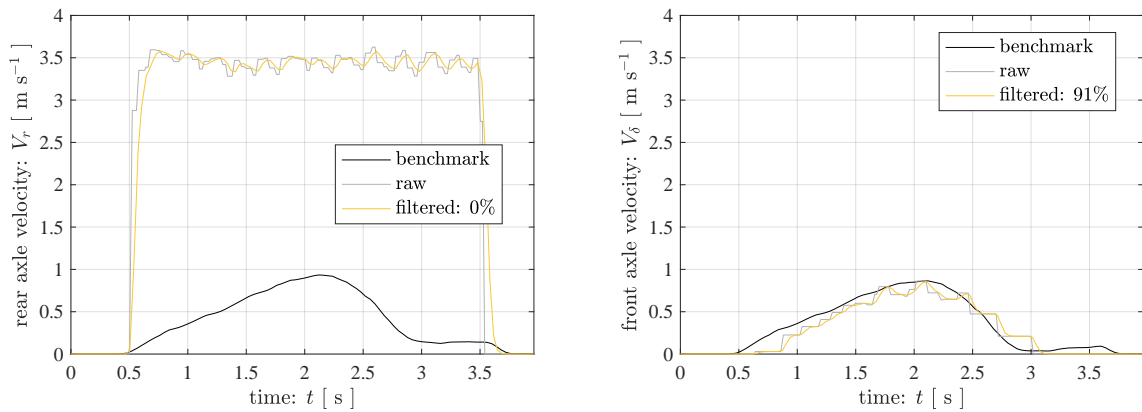 4
3.5
3
2.5
2
1.5
1
0.5
0
rear axle velocity: V_r [ m s⁻¹ ]
benchmark
raw
filtered: 0%
0 0.5 1 1.5 2 2.5 3 3.5
time: t [ s ]
4
3.5
3
2.5
2
1.5
1
0.5
0
front axle velocity: V_δ [ m s⁻¹ ]
benchmark
raw
filtered: 91%
0 0.5 1 1.5 2 2.5 3 3.5
time: t [ s ]